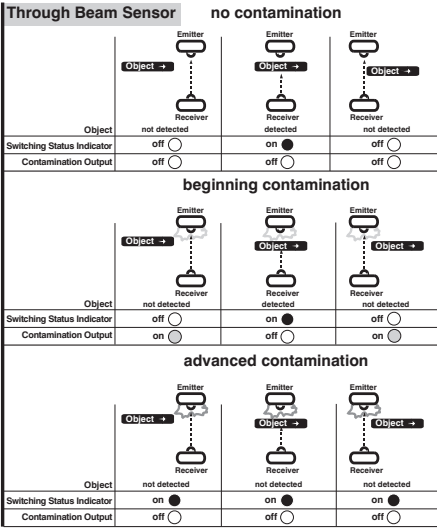 Through Beam Sensor no contamination
Emitter Emitter Emitter
Object → Object → Object →
Receiver Receiver Receiver
Object not detected detected not detected
Switching Status Indicator off on off
Contamination Output off off off
beginning contamination
Emitter Emitter Emitter
Object → Object → Object →
Receiver Receiver Receiver
Object not detected detected not detected
Switching Status Indicator off on off
Contamination Output on off on
advanced contamination
Emitter Emitter Emitter
Object → Object → Object →
Receiver Receiver Receiver
Object not detected not detected not detected
Switching Status Indicator on on on
Contamination Output off off off